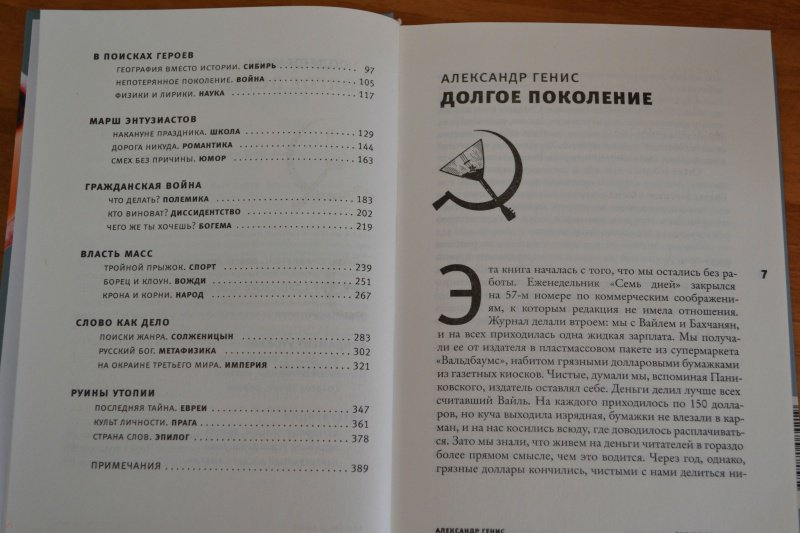 В ПОИСКАХ ГЕРОЕВ
ГЕОГРАФИЯ ВМЕСТО ИСТОРИИ. СИБИРЬ 97
НЕПОТЕРЯННОЕ ПОКОЛЕНИЕ. ВОЙНА 105
ФИЗИКИ И ЛИРИКИ. НАУКА 117
МАРШ ЭНТУЗИАСТОВ
НАКАНУНЕ ПРАЗДНИКА. ШКОЛА 129
ДОРОГА НИКУДА. РОМАНТИКА 144
СМЕХ БЕЗ ПРИЧИНЫ. ЮМОР 163
ГРАЖДАНСКАЯ ВОЙНА
ЧТО ДЕЛАТЬ? ПОЛЕМИКА 183
КТО ВИНОВАТ? ДИССИДЕНТСТВО 202
ЧЕГО ЖЕ ТЫ ХОЧЕШЬ? БОГЕМА 219
ВЛАСТЬ МАСС
ТРОЙНОЙ ПРЫЖОК. СПОРТ 239
БОРЕЦ И КЛОУН. ВОЖДИ 251
КРОНА И КОРНИ. НАРОД 267
СЛОВО КАК ДЕЛО
ПОИСКИ ЖАНРА. СОЛЖЕНИЦЫН 283
РУССКИЙ БОГ. МЕТАФИЗИКА 302
НА ОКРАИНЕ ТРЕТЬЕГО МИРА. ИМПЕРИЯ 321
РУИНЫ УТОПИИ
ПОСЛЕДНЯЯ ТАЙНА. ЕВРЕИ 347
КУЛЬТ ЛИЧНОСТИ. ПРАГА 361
СТРАНА СЛОВ. ЭПИЛОГ 378
ПРИМЕЧАНИЯ 389
АЛЕКСАНДР ГЕНИС
ДОЛГОЕ ПОКОЛЕНИЕ
7
Эта книга началась с того, что мы остались без ра-
боты. Еженедельник «Семь дней» закрылся
на 57-м номере по коммерческим соображени-
ям, к которым редакция не имела отношения.
Журнал делали втроем: мы с Вайлем и Бахчанян,
и на всех приходилась одна жидкая зарплата. Мы получа-
ли ее от издателя в пластмассовом пакете из супермаркета
«Вальдбаумс», набитом грязными долларовыми бумажками
из газетных киосков. Чистые, думали мы, вспоминая Пани-
ковского, издатель оставлял себе. Деньги делил лучше всех
считавший Вайль. На каждого приходилось по 150 долла-
ров, но куча выходила изрядная, бумажки не влезали в кар-
ман, и на нас косились всюду, где доводилось расплачивать-
ся. Зато мы знали, что живем на деньги читателей в гораздо
более прямом смысле, чем это водится. Через год, однако,
грязные доллары кончились, чистыми с нами делиться ни-
АЛЕКСАНДР ГЕНИС